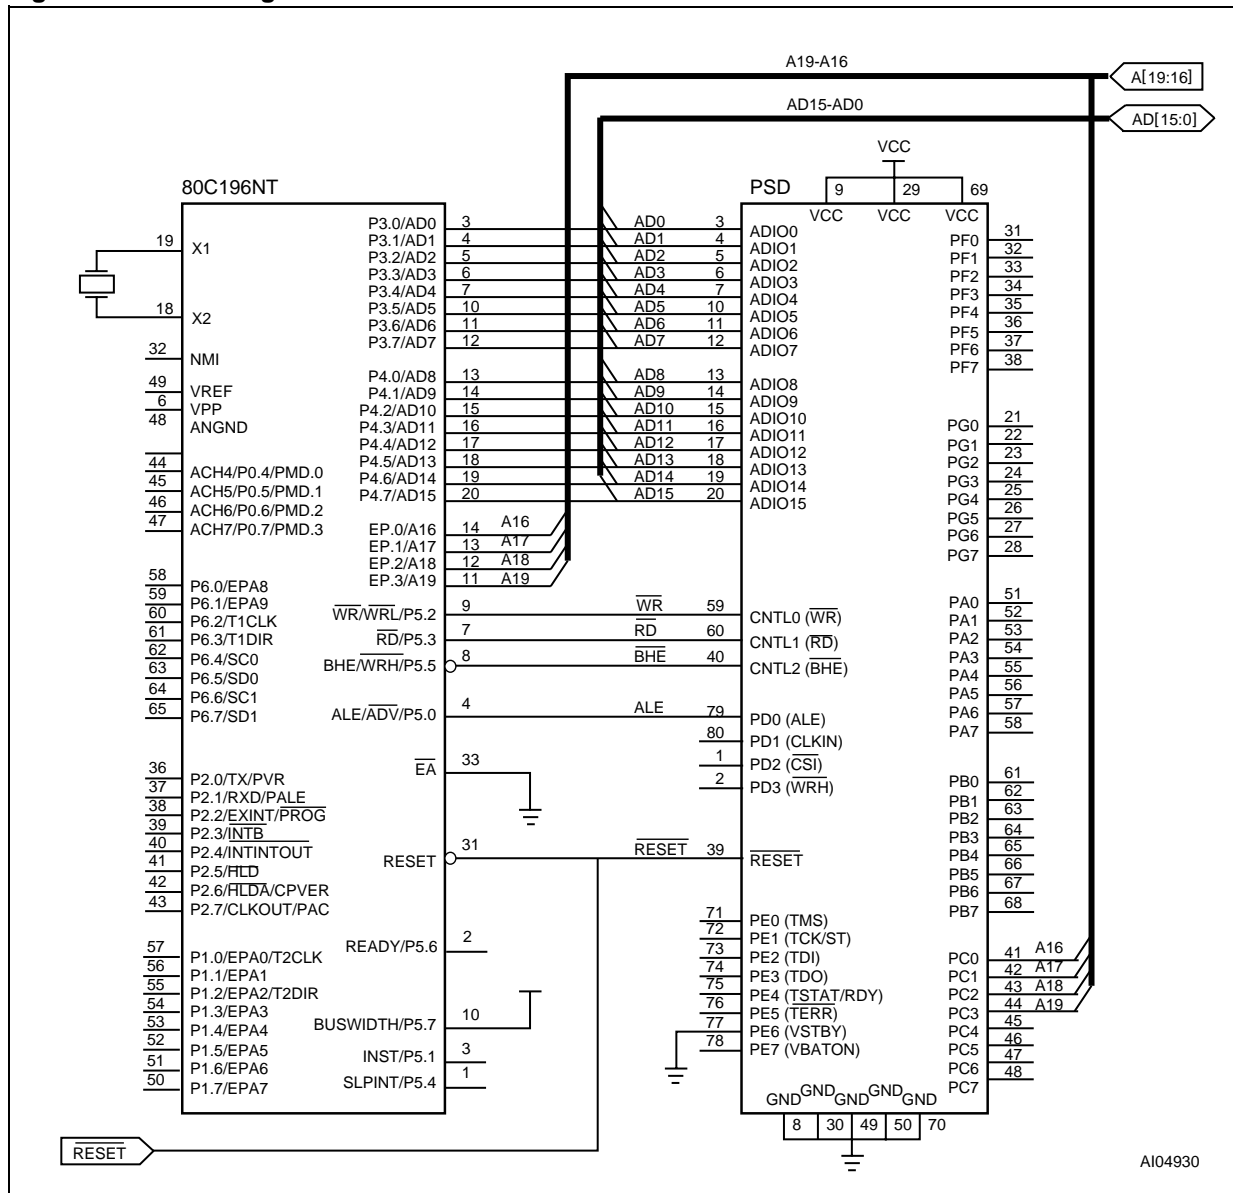 A19-A16
A[19:16]
AD15-AD0
AD[15:0]
VCC
80C196NT
PSD
9
29
69
VCC
VCC
VCC
19
X1
18
X2
32
NMI
49
VREF
6
VPP
48
ANGND
44
ACH4/P0.4/PMD.0
45
ACH5/P0.5/PMD.1
46
ACH6/P0.6/PMD.2
47
ACH7/P0.7/PMD.3
58
P6.0/EPA8
59
P6.1/EPA9
60
P6.2/T1CLK
61
P6.3/T1DIR
62
P6.4/SC0
63
P6.5/SD0
64
P6.6/SC1
65
P6.7/SD1
36
P2.0/TX/PVR
37
P2.1/RXD/PALE
38
P2.2/EXINT/PROG
39
P2.3/INTB
40
P2.4/INTINTOUT
41
P2.5/HLD
42
P2.6/HLDA/CPVER
43
P2.7/CLKOUT/PAC
57
P1.0/EPA0/T2CLK
56
P1.1/EPA1
55
P1.2/EPA2/T2DIR
54
P1.3/EPA3
53
P1.4/EPA4
52
P1.5/EPA5
51
P1.6/EPA6
50
P1.7/EPA7
P3.0/AD0 3 AD0 3 ADIO0
P3.1/AD1 4 AD1 4 ADIO1
P3.2/AD2 5 AD2 5 ADIO2
P3.3/AD3 6 AD3 6 ADIO3
P3.4/AD4 7 AD4 7 ADIO4
P3.5/AD5 10 AD5 10 ADIO5
P3.6/AD6 11 AD6 11 ADIO6
P3.7/AD7 12 AD7 12 ADIO7
P4.0/AD8 13 AD8 13 ADIO8
P4.1/AD9 14 AD9 14 ADIO9
P4.2/AD10 15 AD10 15 ADIO10
P4.3/AD11 16 AD11 16 ADIO11
P4.4/AD12 17 AD12 17 ADIO12
P4.5/AD13 18 AD13 18 ADIO13
P4.6/AD14 19 AD14 19 ADIO14
P4.7/AD15 20 AD15 20 ADIO15
EP.0/A16 14 A16
EP.1/A17 13 A17
EP.2/A18 12 A18
EP.3/A19 11 A19
WR/WRL/P5.2 9 WR 59 CNTL0 (WR)
RD/P5.3 7 RD 60 CNTL1 (RD)
BHE/WRH/P5.5 8 BHE 40 CNTL2 (BHE)
ALE/ADV/P5.0 4 ALE 79 PD0 (ALE)
80 PD1 (CLKIN)
1 PD2 (CSI)
2 PD3 (WRH)
EA 33
RESET 31 RESET 39 RESET
READY/P5.6 2
BUSWIDTH/P5.7 10
INST/P5.1 3
SLPINT/P5.4 1
71 PE0 (TMS)
72 PE1 (TCK/ST)
73 PE2 (TDI)
74 PE3 (TDO)
75 PE4 (TSTAT/RDY)
76 PE5 (TERR)
77 PE6 (VSTBY)
78 PE7 (VBATON)
PF0 31
PF1 32
PF2 33
PF3 34
PF4 35
PF5 36
PF6 37
PF7 38
PG0 21
PG1 22
PG2 23
PG3 24
PG4 25
PG5 26
PG6 27
PG7 28
PA0 51
PA1 52
PA2 53
PA3 54
PA4 55
PA5 56
PA6 57
PA7 58
PB0 61
PB1 62
PB2 63
PB3 64
PB4 65
PB5 66
PB6 67
PB7 68
PC0 41 A16
PC1 42 A17
PC2 43 A18
PC3 44 A19
PC4 45
PC5 46
PC6 47
PC7 48
GND GND GND GND GND
8 30 49 50 70
RESET
AI04930